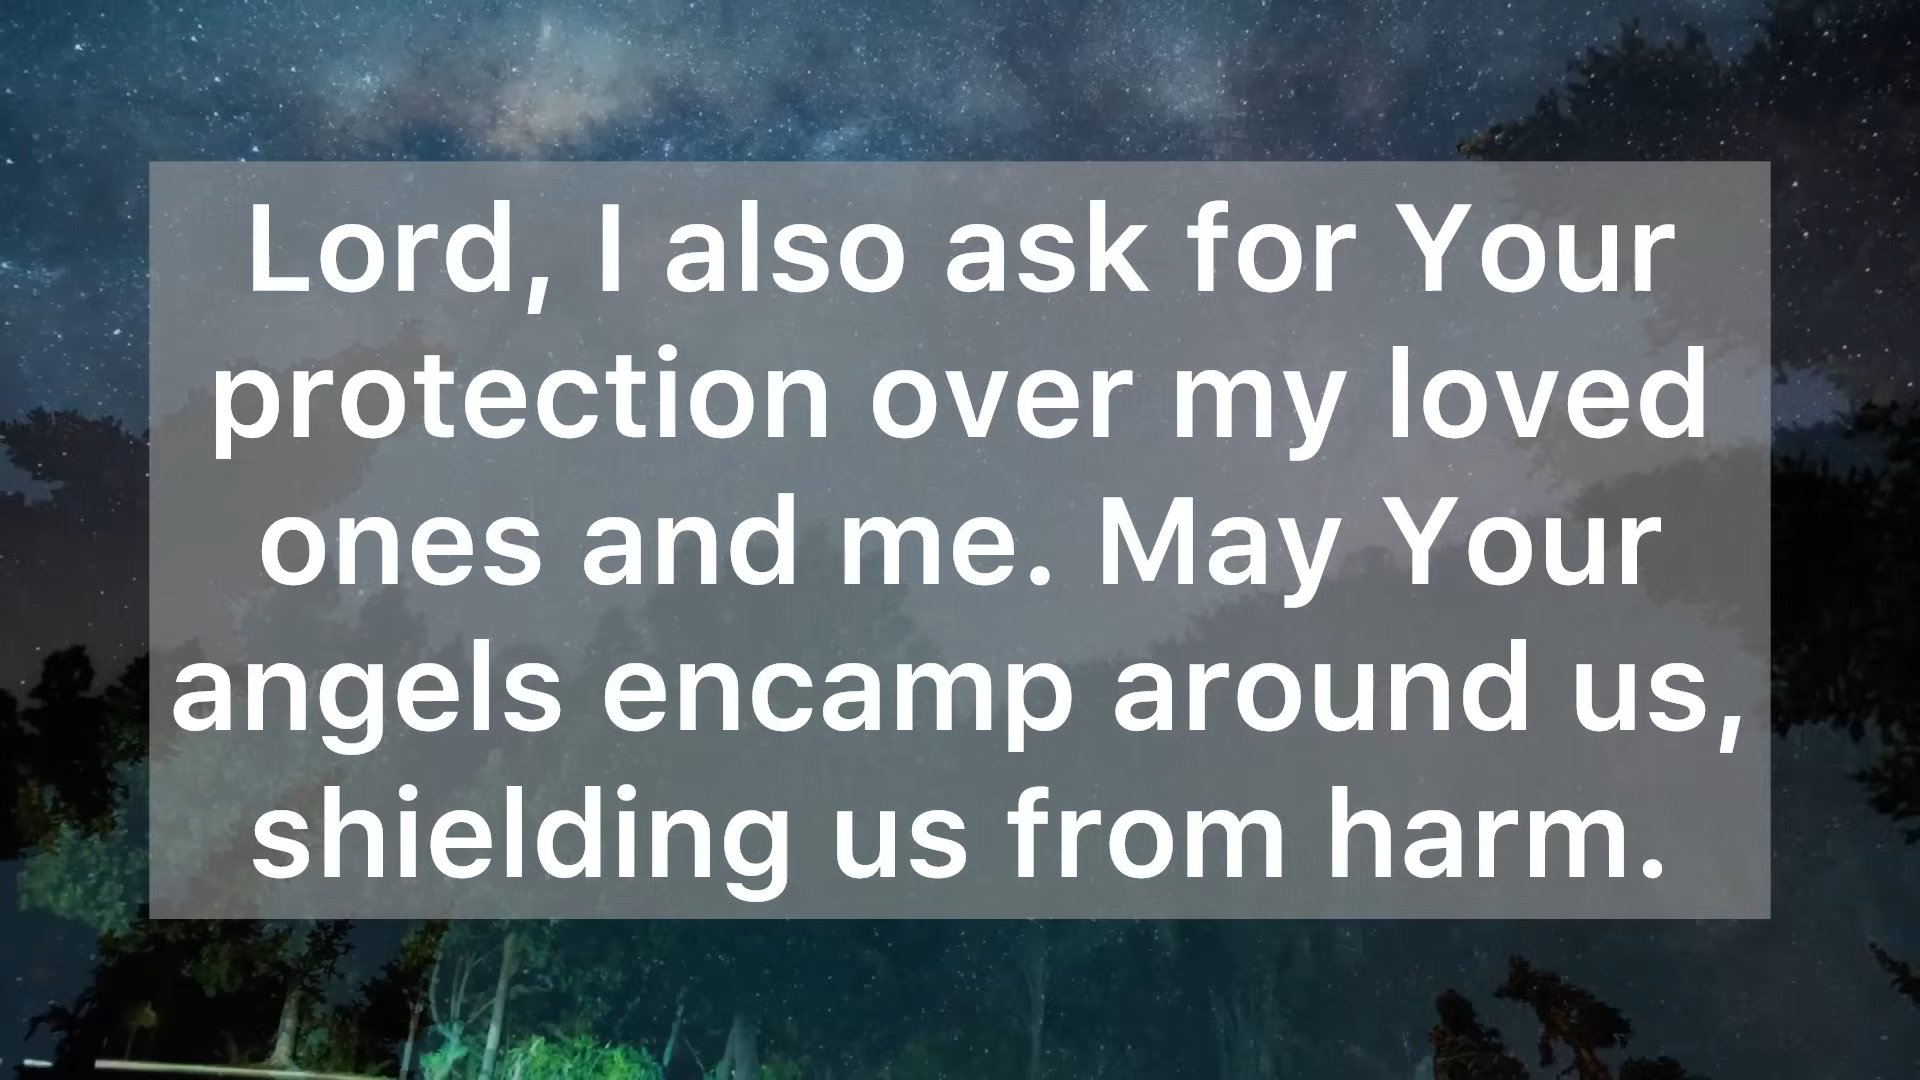 Lord, I also ask for Your
protection over my loved
ones and me. May Your
angels encamp around us,
shielding us from harm.